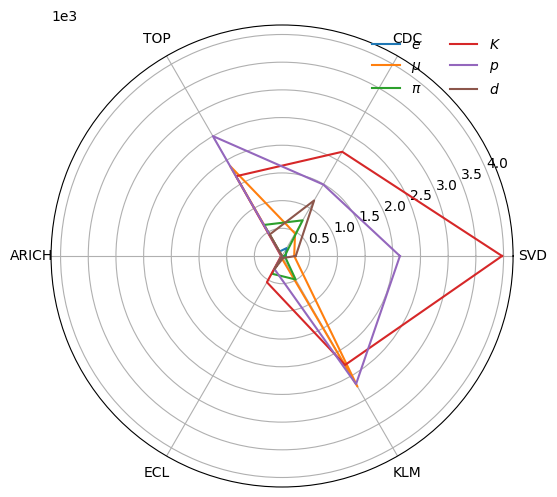 1e3
TOP
CDC
e K
μ p
π d
4.0
3.5
3.0
2.5
2.0
1.5
1.0
0.5
ARICH
SVD
ECL
KLM